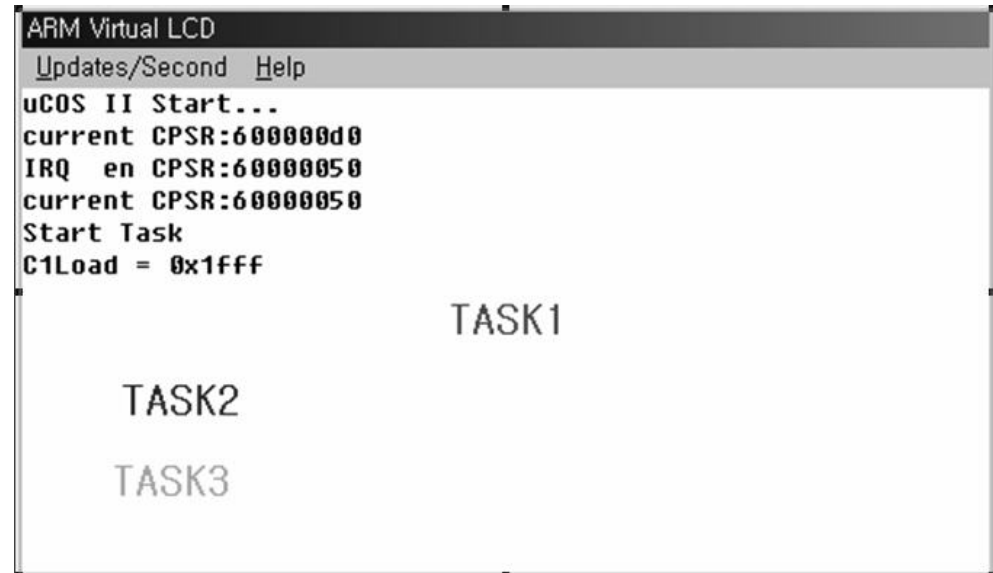 ARM Virtual LCD
Updates/Second Help
uCOS II Start...
current CPSR:600000d0
IRQ  en CPSR:60000050
current CPSR:60000050
Start Task
C1Load = 0x1fff
TASK1
TASK2
TASK3